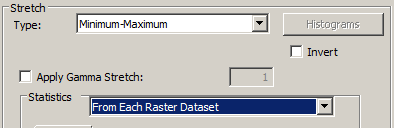 Stretch
Type: Minimum-Maximum Histograms
Invert
Apply Gamma Stretch: 1
Statistics
From Each Raster Dataset